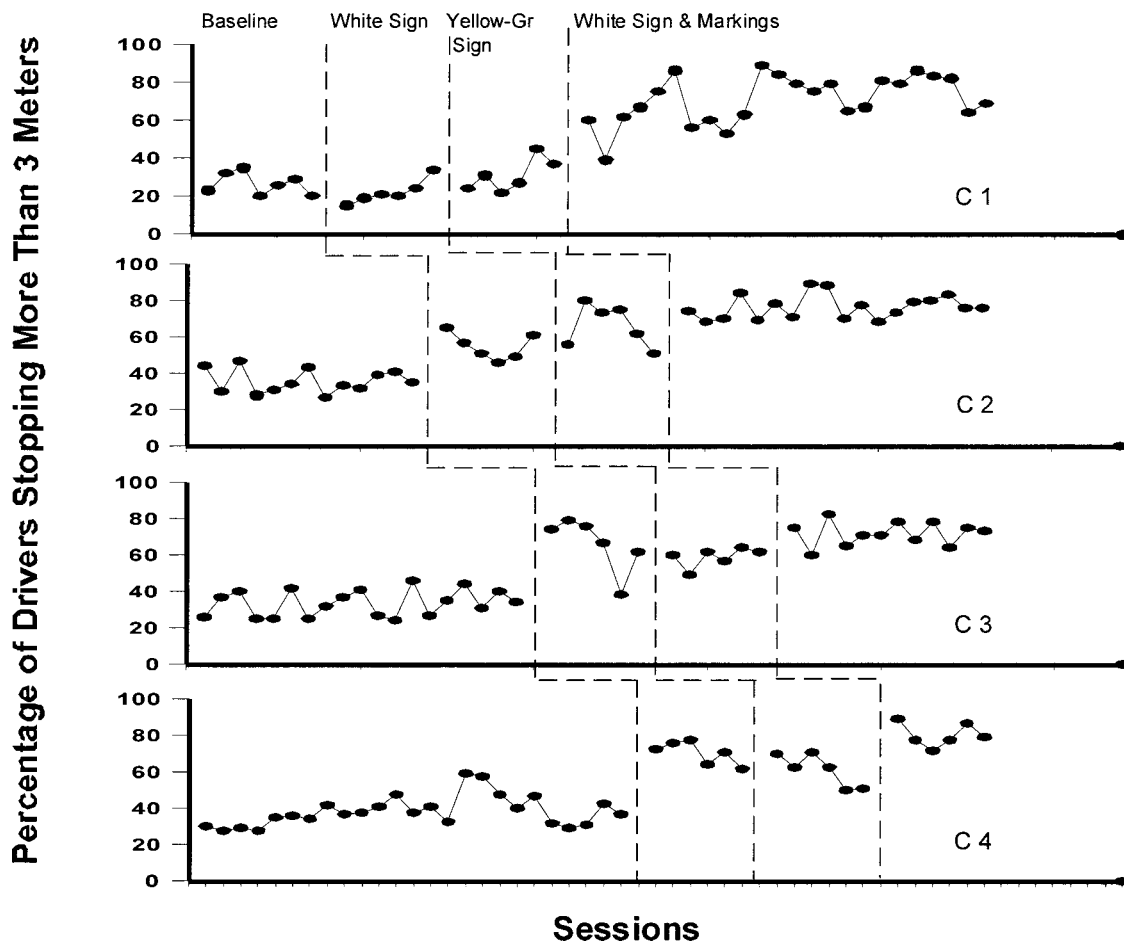 Baseline
White Sign
Yellow-Gr
Sign
White Sign & Markings
Percentage of Drivers Stopping More Than 3 Meters
100
80
60
40
20
0
C 1
100
80
60
40
20
0
C 2
100
80
60
40
20
0
C 3
100
80
60
40
20
0
C 4
Sessions